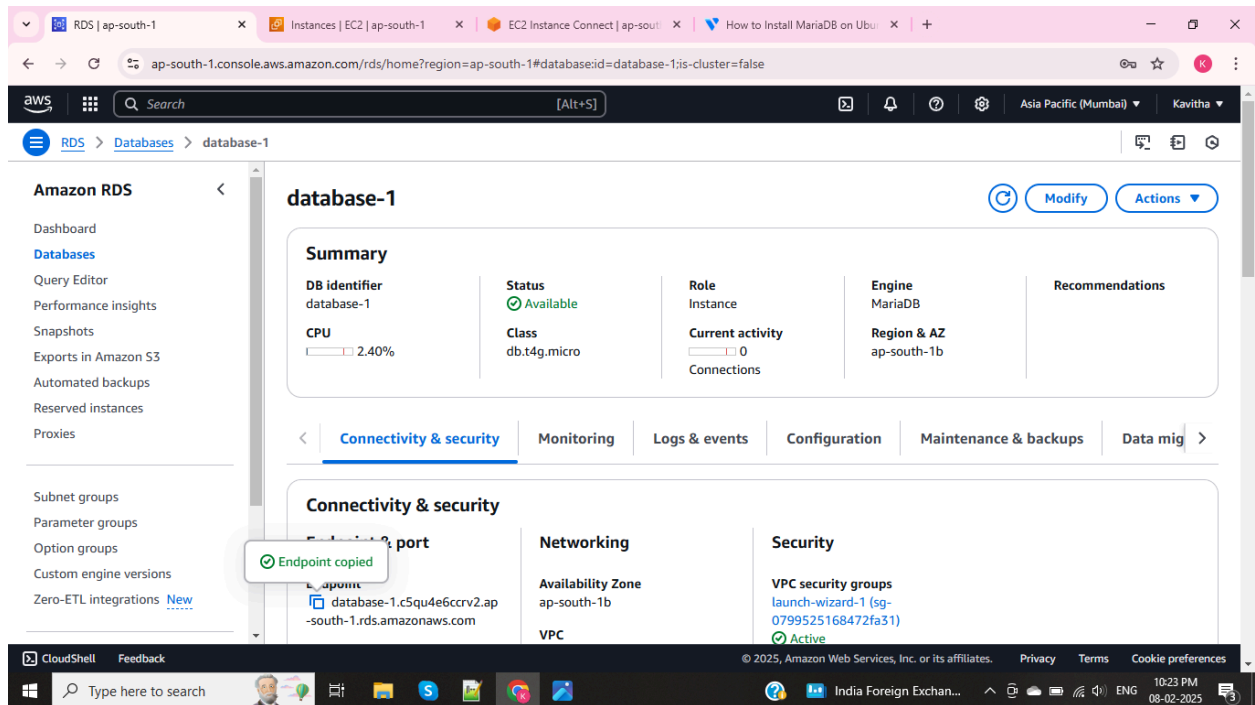 RDS | ap-south-1
Instances | EC2 | ap-south-1
EC2 Instance Connect | ap-sout
How to Install MariaDB on Ubu
ap-south-1.console.aws.amazon.com/rds/home?region=ap-south-1#database:id=database-1;is-cluster=false
K
aws
Search
[Alt+S]
Asia Pacific (Mumbai) ▼
Kavitha ▼
RDS > Databases > database-1
Amazon RDS
Dashboard
Databases
Query Editor
Performance insights
Snapshots
Exports in Amazon S3
Automated backups
Reserved instances
Proxies
Subnet groups
Parameter groups
Option groups
Custom engine versions
Zero-ETL integrations New
database-1
Modify
Actions ▼
Summary
DB identifier
database-1
Status
Available
Role
Instance
Engine
MariaDB
Recommendations
CPU
2.40%
Class
db.t4g.micro
Current activity
0
Connections
Region & AZ
ap-south-1b
Connectivity & security
Monitoring
Logs & events
Configuration
Maintenance & backups
Data mig
Connectivity & security
Endpoint & port
Endpoint copied
Endpoint
database-1.c5qu4e6ccrv2.ap
-south-1.rds.amazonaws.com
Networking
Availability Zone
ap-south-1b
VPC
Security
VPC security groups
launch-wizard-1 (sg-
0799525168472fa31)
Active
CloudShell
Feedback
© 2025, Amazon Web Services, Inc. or its affiliates.
Privacy
Terms
Cookie preferences
Type here to search
India Foreign Exchan...
ENG
10:23 PM
08-02-2025
3